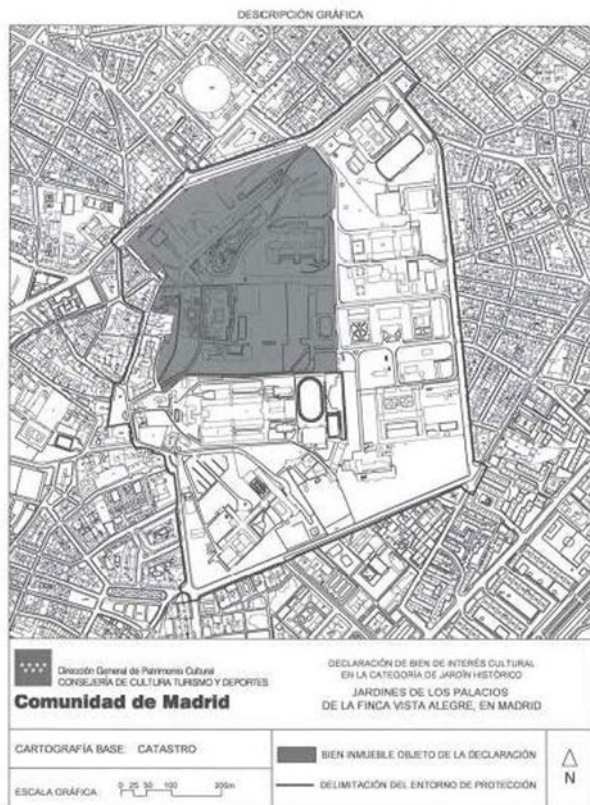 DESCRIPCIÓN GRÁFICA
Dirección General de Patrimonio Cultural
CONSEJERÍA DE CULTURA TURISMO Y DEPORTES
Comunidad de Madrid
DECLARACIÓN DE BIEN DE INTERÉS CULTURAL
EN LA CATEGORÍA DE JARDÍN HISTÓRICO
JARDINES DE LOS PALACIOS
DE LA FINCA VISTA ALEGRE, EN MADRID
CARTOGRAFÍA BASE: CATASTRO
ESCALA GRÁFICA
0 25 50 100 200m
BIEN INMUEBLE OBJETO DE LA DECLARACIÓN
DELIMITACIÓN DEL ENTORNO DE PROTECCIÓN
N